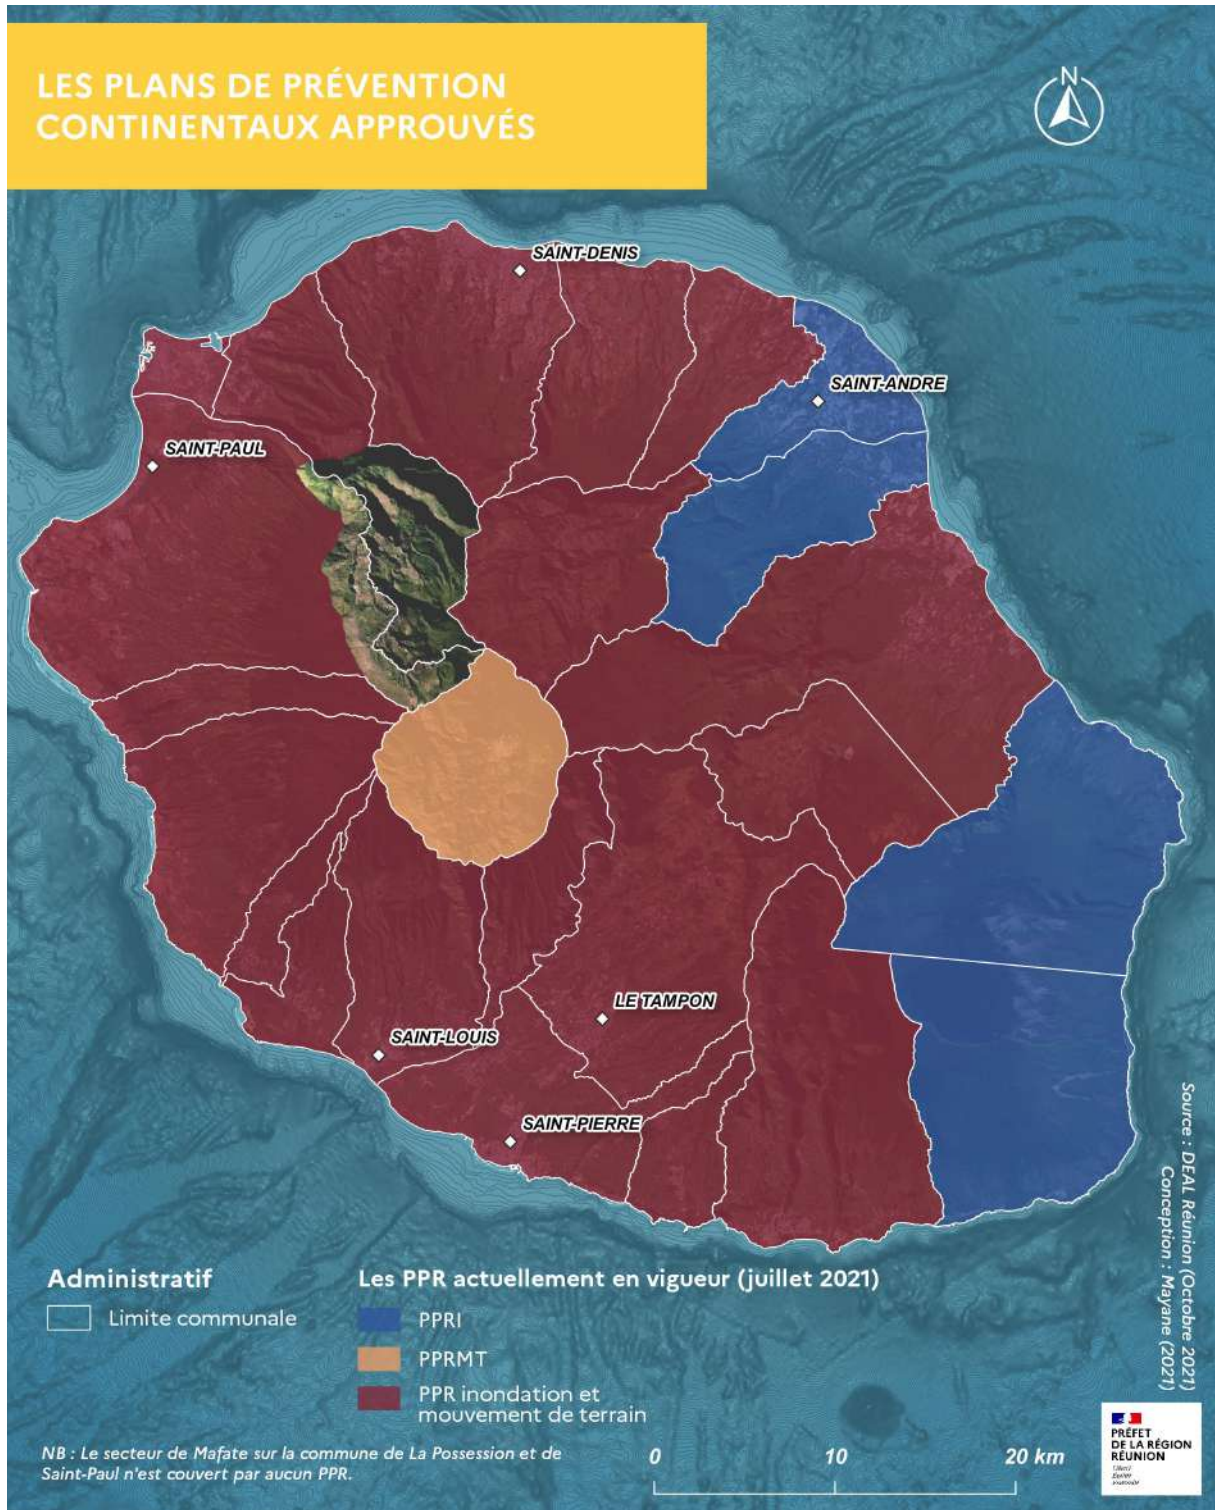 LES PLANS DE PRÉVENTION
CONTINENTAUX APPROUVÉS
N
SAINT-DENIS
SAINT-ANDRE
SAINT-PAUL
LE TAMPON
SAINT-LOUIS
SAINT-PIERRE
Source : DEAL Réunion (Octobre 2021)
Conception : Mayane (2021)
Administratif
Limite communale
Les PPR actuellement en vigueur (juillet 2021)
PPRI
PPRMT
PPR inondation et
mouvement de terrain
NB : Le secteur de Mafate sur la commune de La Possession et de
Saint-Paul n'est couvert par aucun PPR.
0 10 20 km
PRÉFET
DE LA RÉGION
RÉUNION